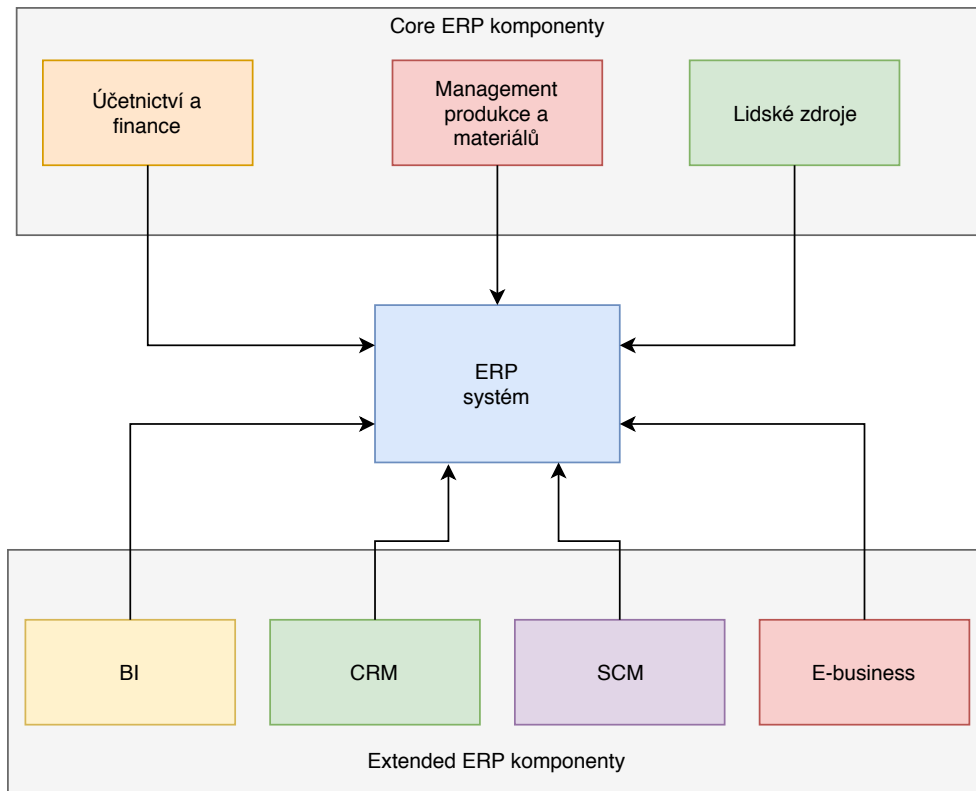 Core ERP komponenty
Účetnictví a
finance
Management
produkce a
materiálů
Lidské zdroje
ERP
systém
BI
CRM
SCM
E-business
Extended ERP komponenty